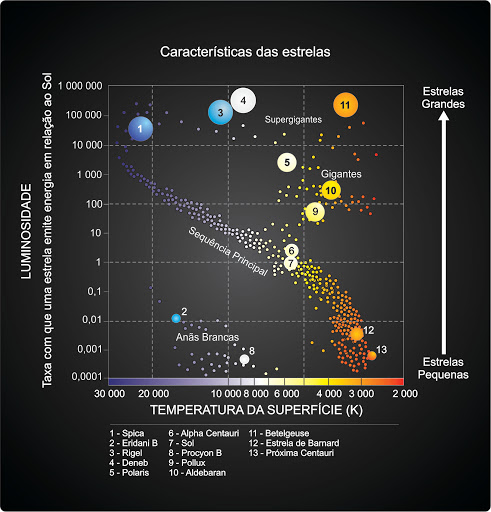 Características das estrelas
LUMINOSIDADE
Taxa com que uma estrela emite energia em relação ao Sol
1 000 000
100 000
10 000
1 000
100
10
1
0,1
0,01
0,001
0,0001
1
3
4
11
Supergigantes
5
Gigantes
10
9
Sequência Principal
6
7
2
Anãs Brancas
8
12
13
Estrelas
Grandes
Estrelas
Pequenas
30 000 20 000 10 000 8 000 6 000 4 000 3 000 2 000
TEMPERATURA DA SUPERFÍCIE (K)
1 - Spica
2 - Eridani B
3 - Rigel
4 - Deneb
5 - Polaris
6 - Alpha Centauri
7 - Sol
8 - Procyon B
9 - Pollux
10 - Aldebaran
11 - Betelgeuse
12 - Estrela de Barnard
13 - Próxima Centauri